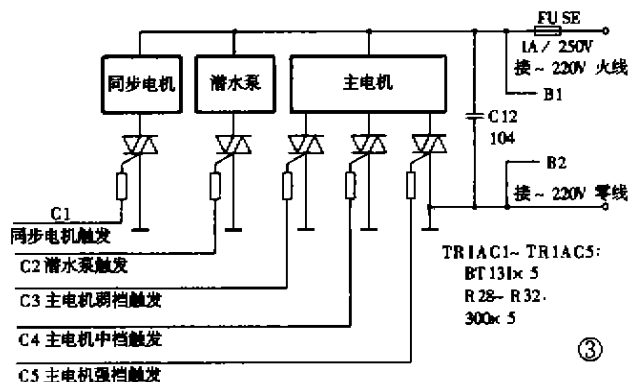 FUSE
1A／250V
接~220V 火线
B1
同步电机
潜水泵
主电机
C12
104
B2
接~220V 零线
C1
同步电机触发
C2 潜水泵触发
C3 主电机弱档触发
C4 主电机中档触发
C5 主电机强档触发
TR1AC1~TR1AC5:
BT131×5
R28~R32.
300×5
③